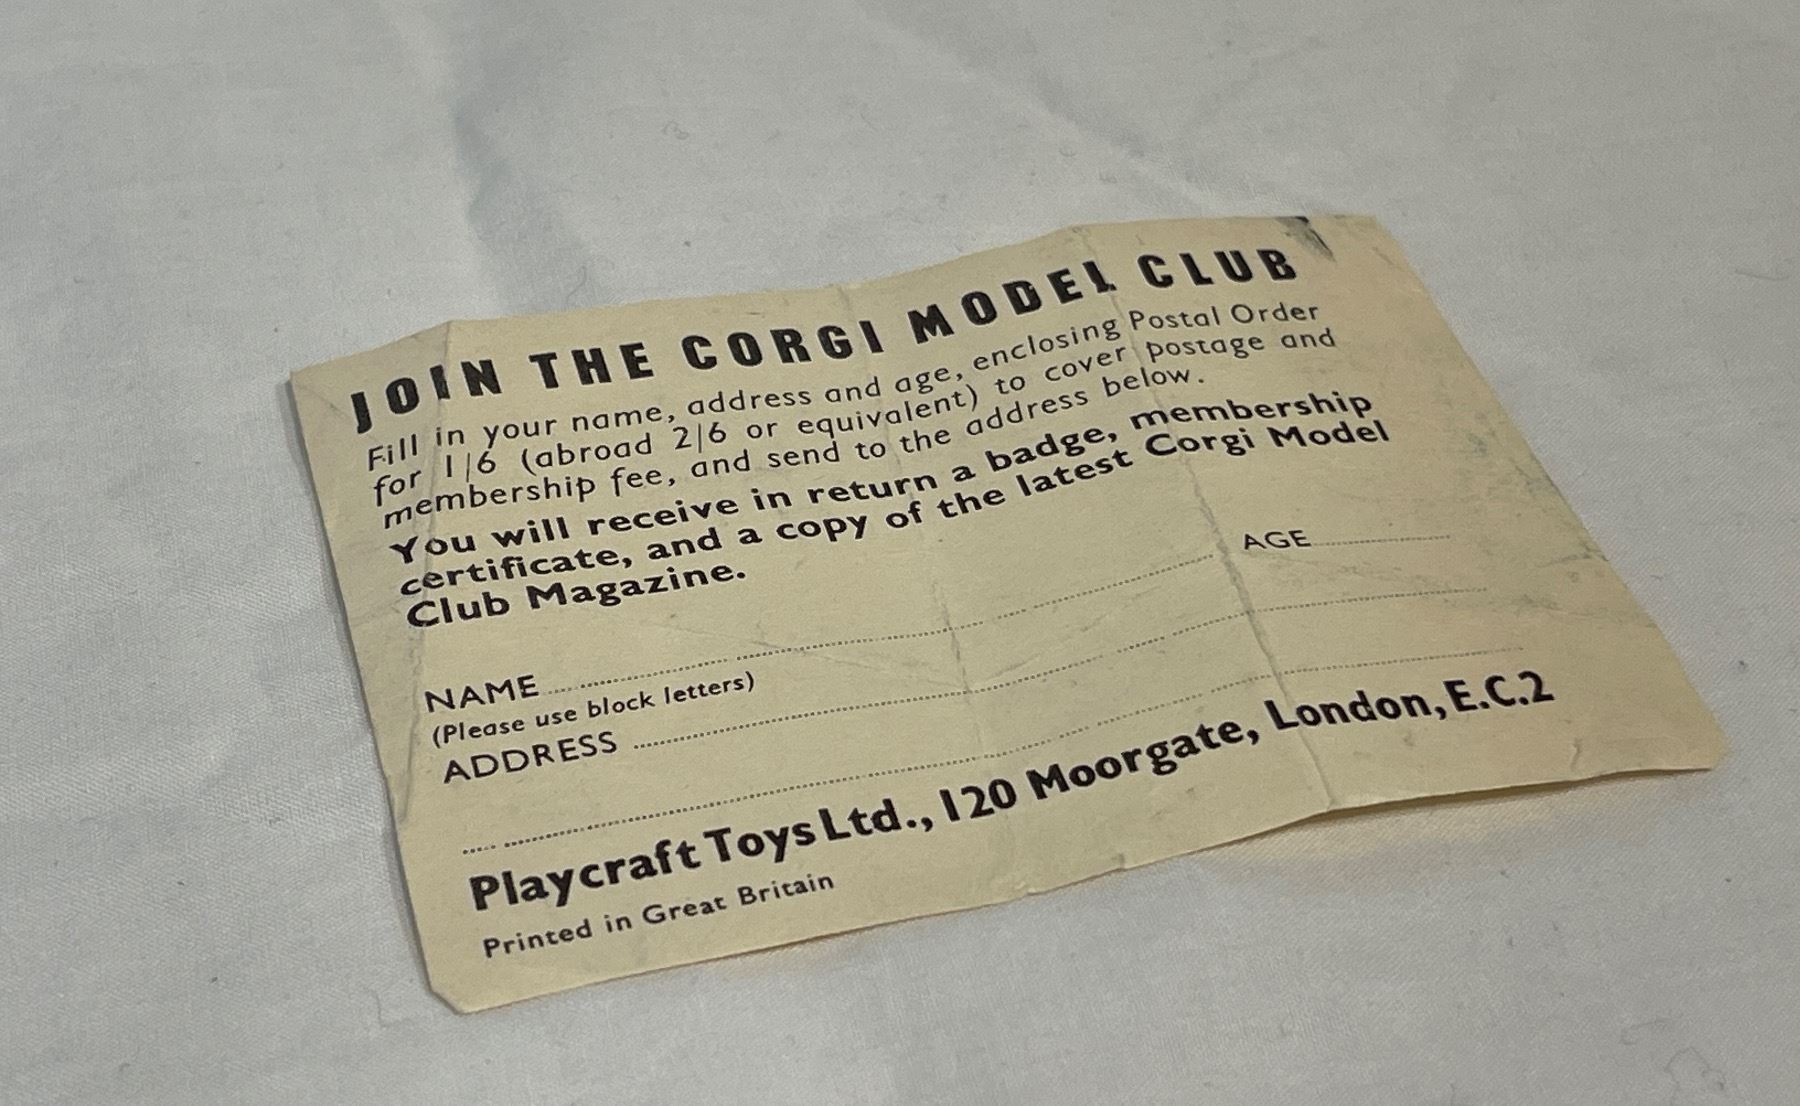 JOIN THE CORGI MODEL CLUB
Fill in your name, address and age, enclosing Postal Order
for 1/6 (abroad 2/6 or equivalent) to cover postage and
membership fee, and send to the address below.
You will receive in return a badge, membership
certificate, and a copy of the latest Corgi Model
Club Magazine.
NAME AGE
(Please use block letters)
ADDRESS
Playcraft Toys Ltd., 120 Moorgate, London, E.C.2
Printed in Great Britain